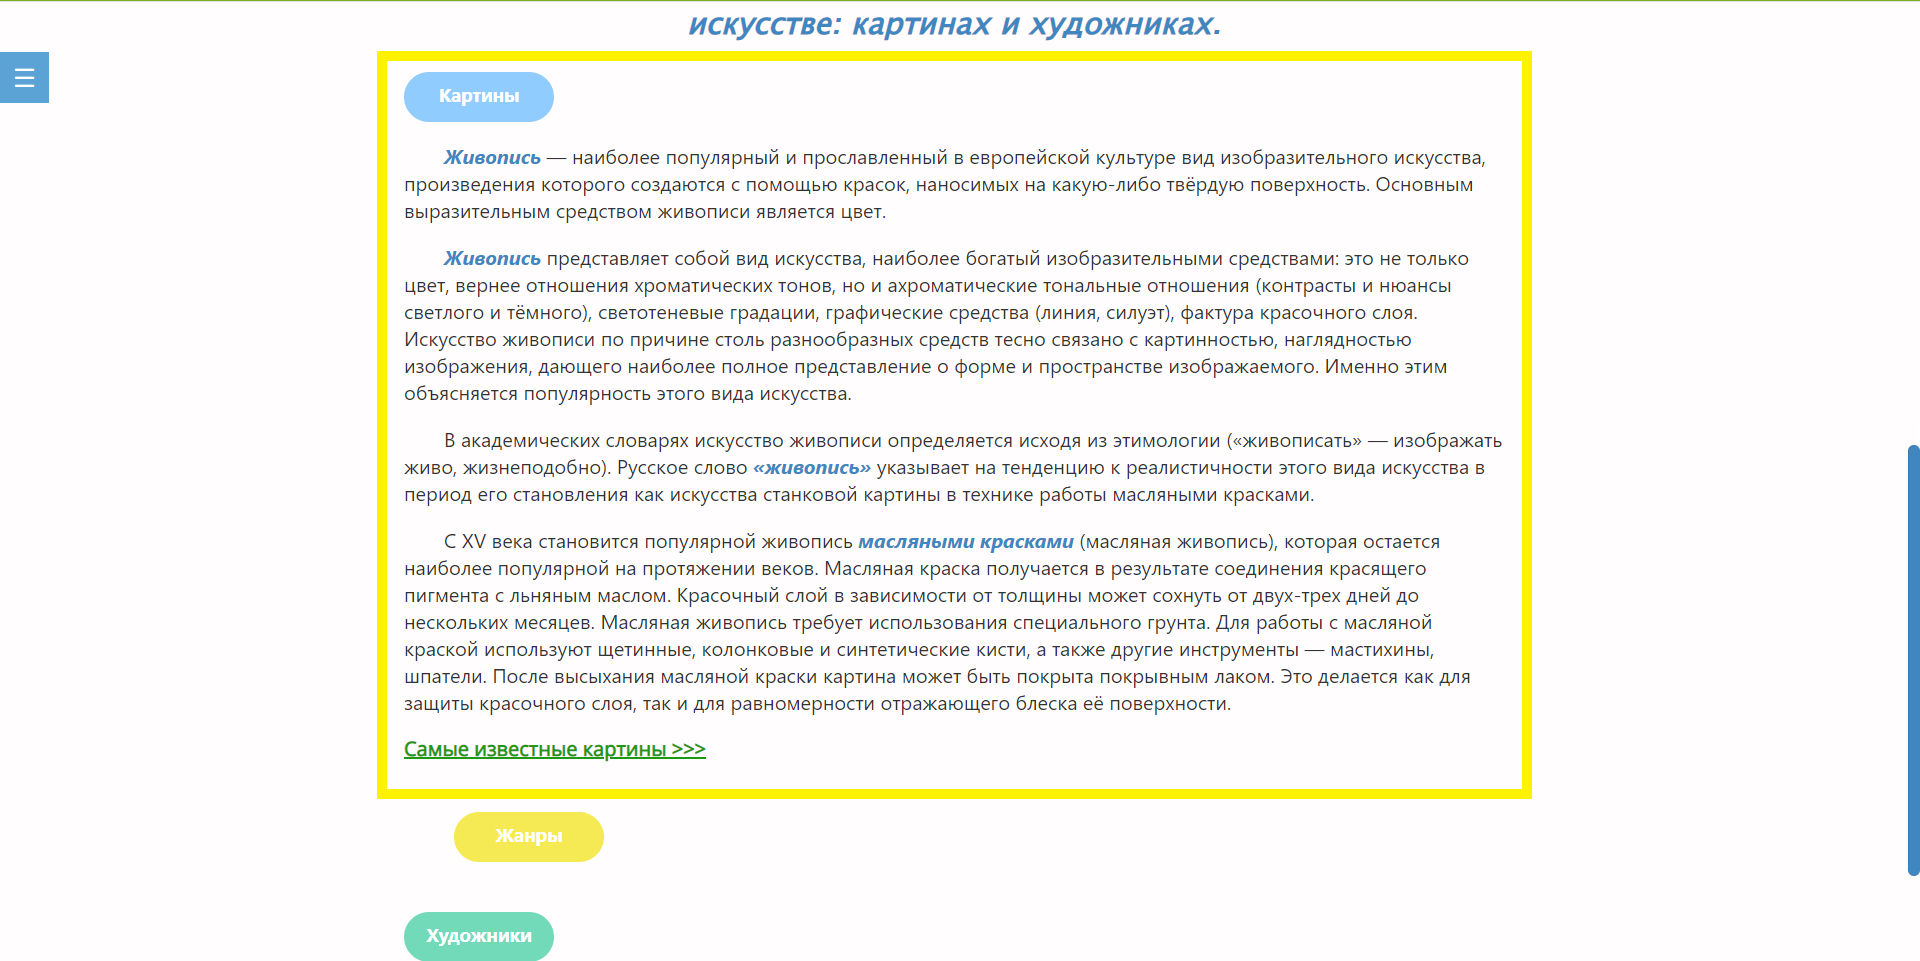 искусстве: картинах и художниках.
☰
Картины
Живопись — наиболее популярный и прославленный в европейской культуре вид изобразительного искусства,
произведения которого создаются с помощью красок, наносимых на какую-либо твёрдую поверхность. Основным
выразительным средством живописи является цвет.
Живопись представляет собой вид искусства, наиболее богатый изобразительными средствами: это не только
цвет, вернее отношения хроматических тонов, но и ахроматические тональные отношения (контрасты и нюансы
светлого и тёмного), светотеневые градации, графические средства (линия, силуэт), фактура красочного слоя.
Искусство живописи по причине столь разнообразных средств тесно связано с картинностью, наглядностью
изображения, дающего наиболее полное представление о форме и пространстве изображаемого. Именно этим
объясняется популярность этого вида искусства.
В академических словарях искусство живописи определяется исходя из этимологии («живописать» — изображать
живо, жизнеподобно). Русское слово «живопись» указывает на тенденцию к реалистичности этого вида искусства в
период его становления как искусства станковой картины в технике работы масляными красками.
С XV века становится популярной живопись масляными красками (масляная живопись), которая остается
наиболее популярной на протяжении веков. Масляная краска получается в результате соединения красящего
пигмента с льняным маслом. Красочный слой в зависимости от толщины может сохнуть от двух-трех дней до
нескольких месяцев. Масляная живопись требует использования специального грунта. Для работы с масляной
краской используют щетинные, колонковые и синтетические кисти, а также другие инструменты — мастихины,
шпатели. После высыхания масляной краски картина может быть покрыта покрывным лаком. Это делается как для
защиты красочного слоя, так и для равномерности отражающего блеска её поверхности.
Самые известные картины >>>
Жанры
Художники